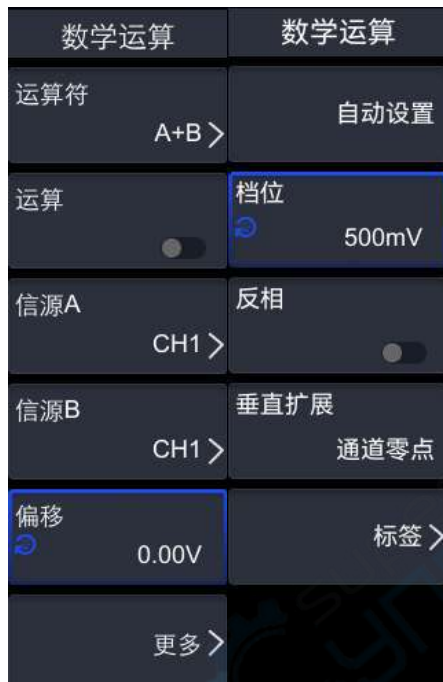 数学运算
运算符
A+B
运算
信源A
CH1
信源B
CH1
偏移
0.00V
更多
数学运算
自动设置
档位
500mV
反相
垂直扩展
通道零点
标签